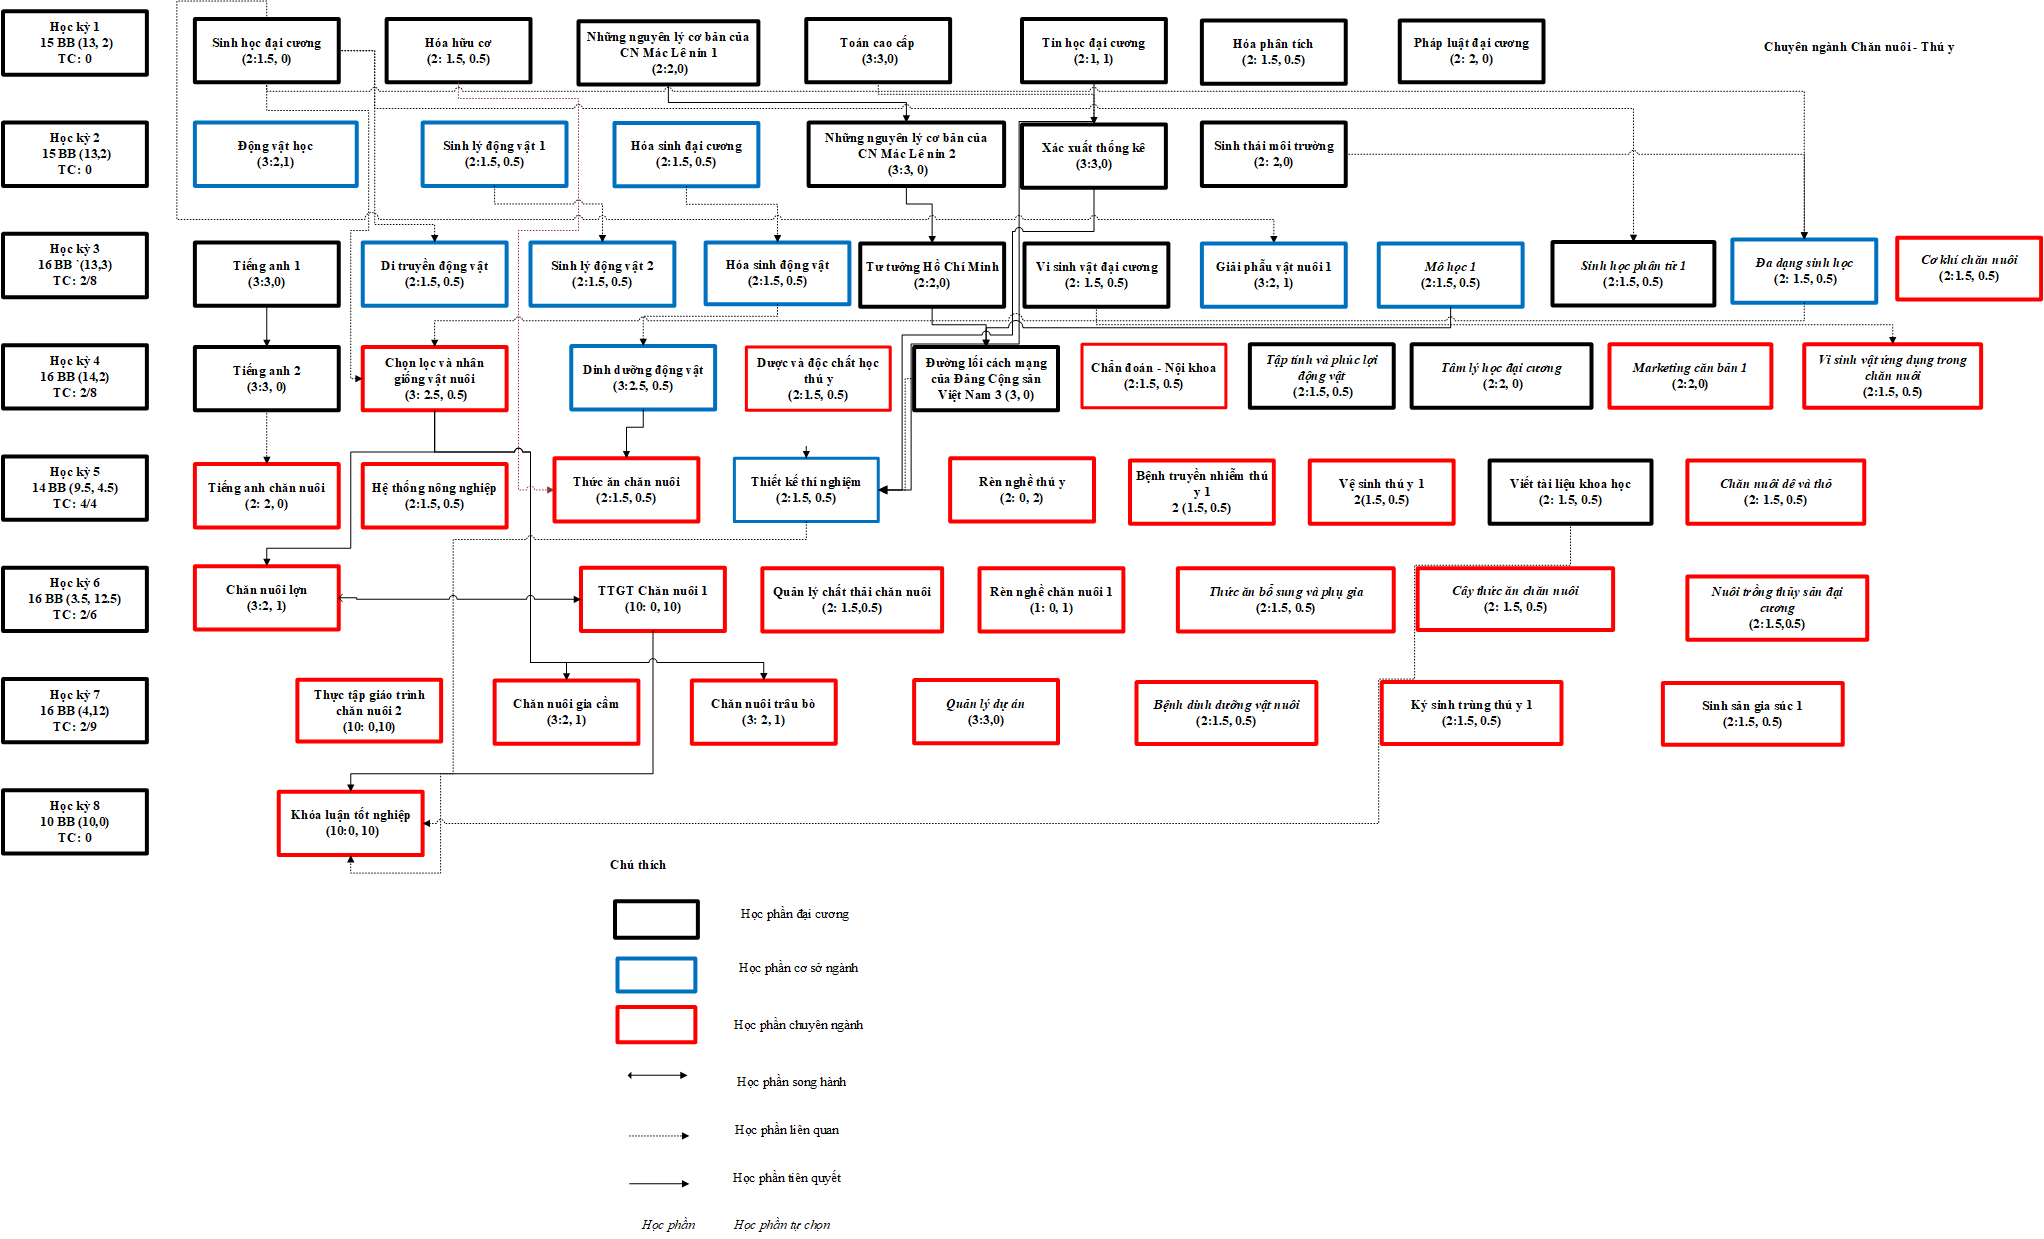 Học kỳ 1
15 BB (13, 2)
TC: 0
Sinh học đại cương
(2:1.5, 0)
Hóa hữu cơ
(2: 1.5, 0.5)
Những nguyên lý cơ bản của
CN Mác Lê nin 1
(2:2,0)
Toán cao cấp
(3:3,0)
Tin học đại cương
(2:1, 1)
Hóa phân tích
(2: 1.5, 0.5)
Pháp luật đại cương
(2: 2, 0)
Chuyên ngành Chăn nuôi - Thú y
Học kỳ 2
15 BB (13,2)
TC: 0
Động vật học
(3:2,1)
Sinh lý động vật 1
(2:1.5, 0.5)
Hóa sinh đại cương
(2:1.5, 0.5)
Những nguyên lý cơ bản của
CN Mác Lê nin 2
(3:3, 0)
Xác xuất thống kê
(3:3,0)
Sinh thái môi trường
(2: 2,0)
Học kỳ 3
16 BB `(13,3)
TC: 2/8
Tiếng anh 1
(3:3,0)
Di truyền động vật
(2:1.5, 0.5)
Sinh lý động vật 2
(2:1.5, 0.5)
Hóa sinh động vật
(2:1.5, 0.5)
Tư tưởng Hồ Chí Minh
(2:2,0)
Vi sinh vật đại cương
(2: 1.5, 0.5)
Giải phẫu vật nuôi 1
(3:2, 1)
Mô học 1
(2:1.5, 0.5)
Sinh học phân tử 1
(2:1.5, 0.5)
Đa dạng sinh học
(2: 1.5, 0.5)
Cơ khí chăn nuôi
(2:1.5, 0.5)
Học kỳ 4
16 BB (14,2)
TC: 2/8
Tiếng anh 2
(3:3, 0)
Chọn lọc và nhân
giống vật nuôi
(3: 2.5, 0.5)
Dinh dưỡng động vật
(3:2.5, 0.5)
Dược và độc chất học
thú y
(2:1.5, 0.5)
Đường lối cách mạng
của Đảng Cộng sản
Việt Nam 3 (3, 0)
Chẩn đoán - Nội khoa
(2:1.5, 0.5)
Tập tính và phúc lợi
động vật
(2:1.5, 0.5)
Tâm lý học đại cương
(2:2, 0)
Marketing căn bản 1
(2:2,0)
Vi sinh vật ứng dụng trong
chăn nuôi
(2:1.5, 0.5)
Học kỳ 5
14 BB (9.5, 4.5)
TC: 4/4
Tiếng anh chăn nuôi
(2: 2, 0)
Hệ thống nông nghiệp
(2:1.5, 0.5)
Thức ăn chăn nuôi
(2:1.5, 0.5)
Thiết kế thí nghiệm
(2:1.5, 0.5)
Rèn nghề thú y
(2: 0, 2)
Bệnh truyền nhiễm thú
y 1
2 (1.5, 0.5)
Vệ sinh thú y 1
2(1.5, 0.5)
Viết tài liệu khoa học
(2: 1.5, 0.5)
Chăn nuôi dê và thỏ
(2: 1.5, 0.5)
Học kỳ 6
16 BB (3.5, 12.5)
TC: 2/6
Chăn nuôi lợn
(3:2, 1)
TTGT Chăn nuôi 1
(10: 0, 10)
Quản lý chất thải chăn nuôi
(2: 1.5,0.5)
Rèn nghề chăn nuôi 1
(1: 0, 1)
Thức ăn bổ sung và phụ gia
(2:1.5, 0.5)
Cây thức ăn chăn nuôi
(2: 1.5, 0.5)
Nuôi trồng thủy sản đại
cương
(2:1.5,0.5)
Học kỳ 7
16 BB (4,12)
TC: 2/9
Thực tập giáo trình
chăn nuôi 2
(10: 0,10)
Chăn nuôi gia cầm
(3:2, 1)
Chăn nuôi trâu bò
(3: 2, 1)
Quản lý dự án
(3:3,0)
Bệnh dinh dưỡng vật nuôi
(2:1.5, 0.5)
Ký sinh trùng thú y 1
(2:1.5, 0.5)
Sinh sản gia súc 1
(2:1.5, 0.5)
Học kỳ 8
10 BB (10,0)
TC: 0
Khóa luận tốt nghiệp
(10:0, 10)
Chú thích
Học phần đại cương
Học phần cơ sở ngành
Học phần chuyên ngành
Học phần song hành
Học phần liên quan
Học phần tiên quyết
Học phần
Học phần tự chọn